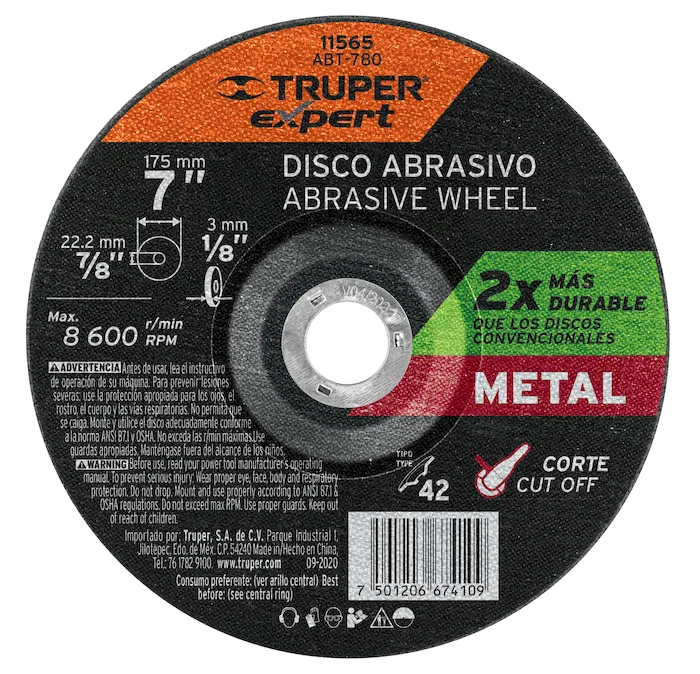 11565
ABT-780
TRUPER®
expert
175 mm
7"
DISCO ABRASIVO
ABRASIVE WHEEL
22.2 mm
7/8"
3 mm
1/8"
V04/2023
2x MÁS DURABLE
QUE LOS DISCOS
CONVENCIONALES
Max.
8 600 r/min RPM
METAL
ADVERTENCIA Antes de usar, lea el instructivo
de operación de su máquina. Para prevenir lesiones
severas: use la protección apropiada para los ojos, el
rostro, el cuerpo y las vías respiratorias. No permita que
se caiga. Monte y utilice el disco adecuadamente conforme
a la norma ANSI B7.1 y OSHA. No exceda las r/min máximas. Use
guardas apropiadas. Manténgase fuera del alcance de los niños.
WARNING Before use, read your power tool manufacturer's operating
manual. To prevent serious injury: Wear proper eye, face, body and respiratory
protection. Do not drop. Mount and use properly according to ANSI B7.1 &
OSHA regulations. Do not exceed max RPM. Use proper guards. Keep out
of reach of children.
TIPO
TYPE
42
CORTE
CUT OFF
Importado por: Truper, S.A. de C.V. Parque Industrial 1,
Jilotepec, Edo. de Méx. C.P. 54240 Made in/Hecho en China,
Tel.: 76 1782 9100. www.truper.com 09-2020
Consumo preferente: (ver arillo central) Best
before: (see central ring)
7 501206 674109